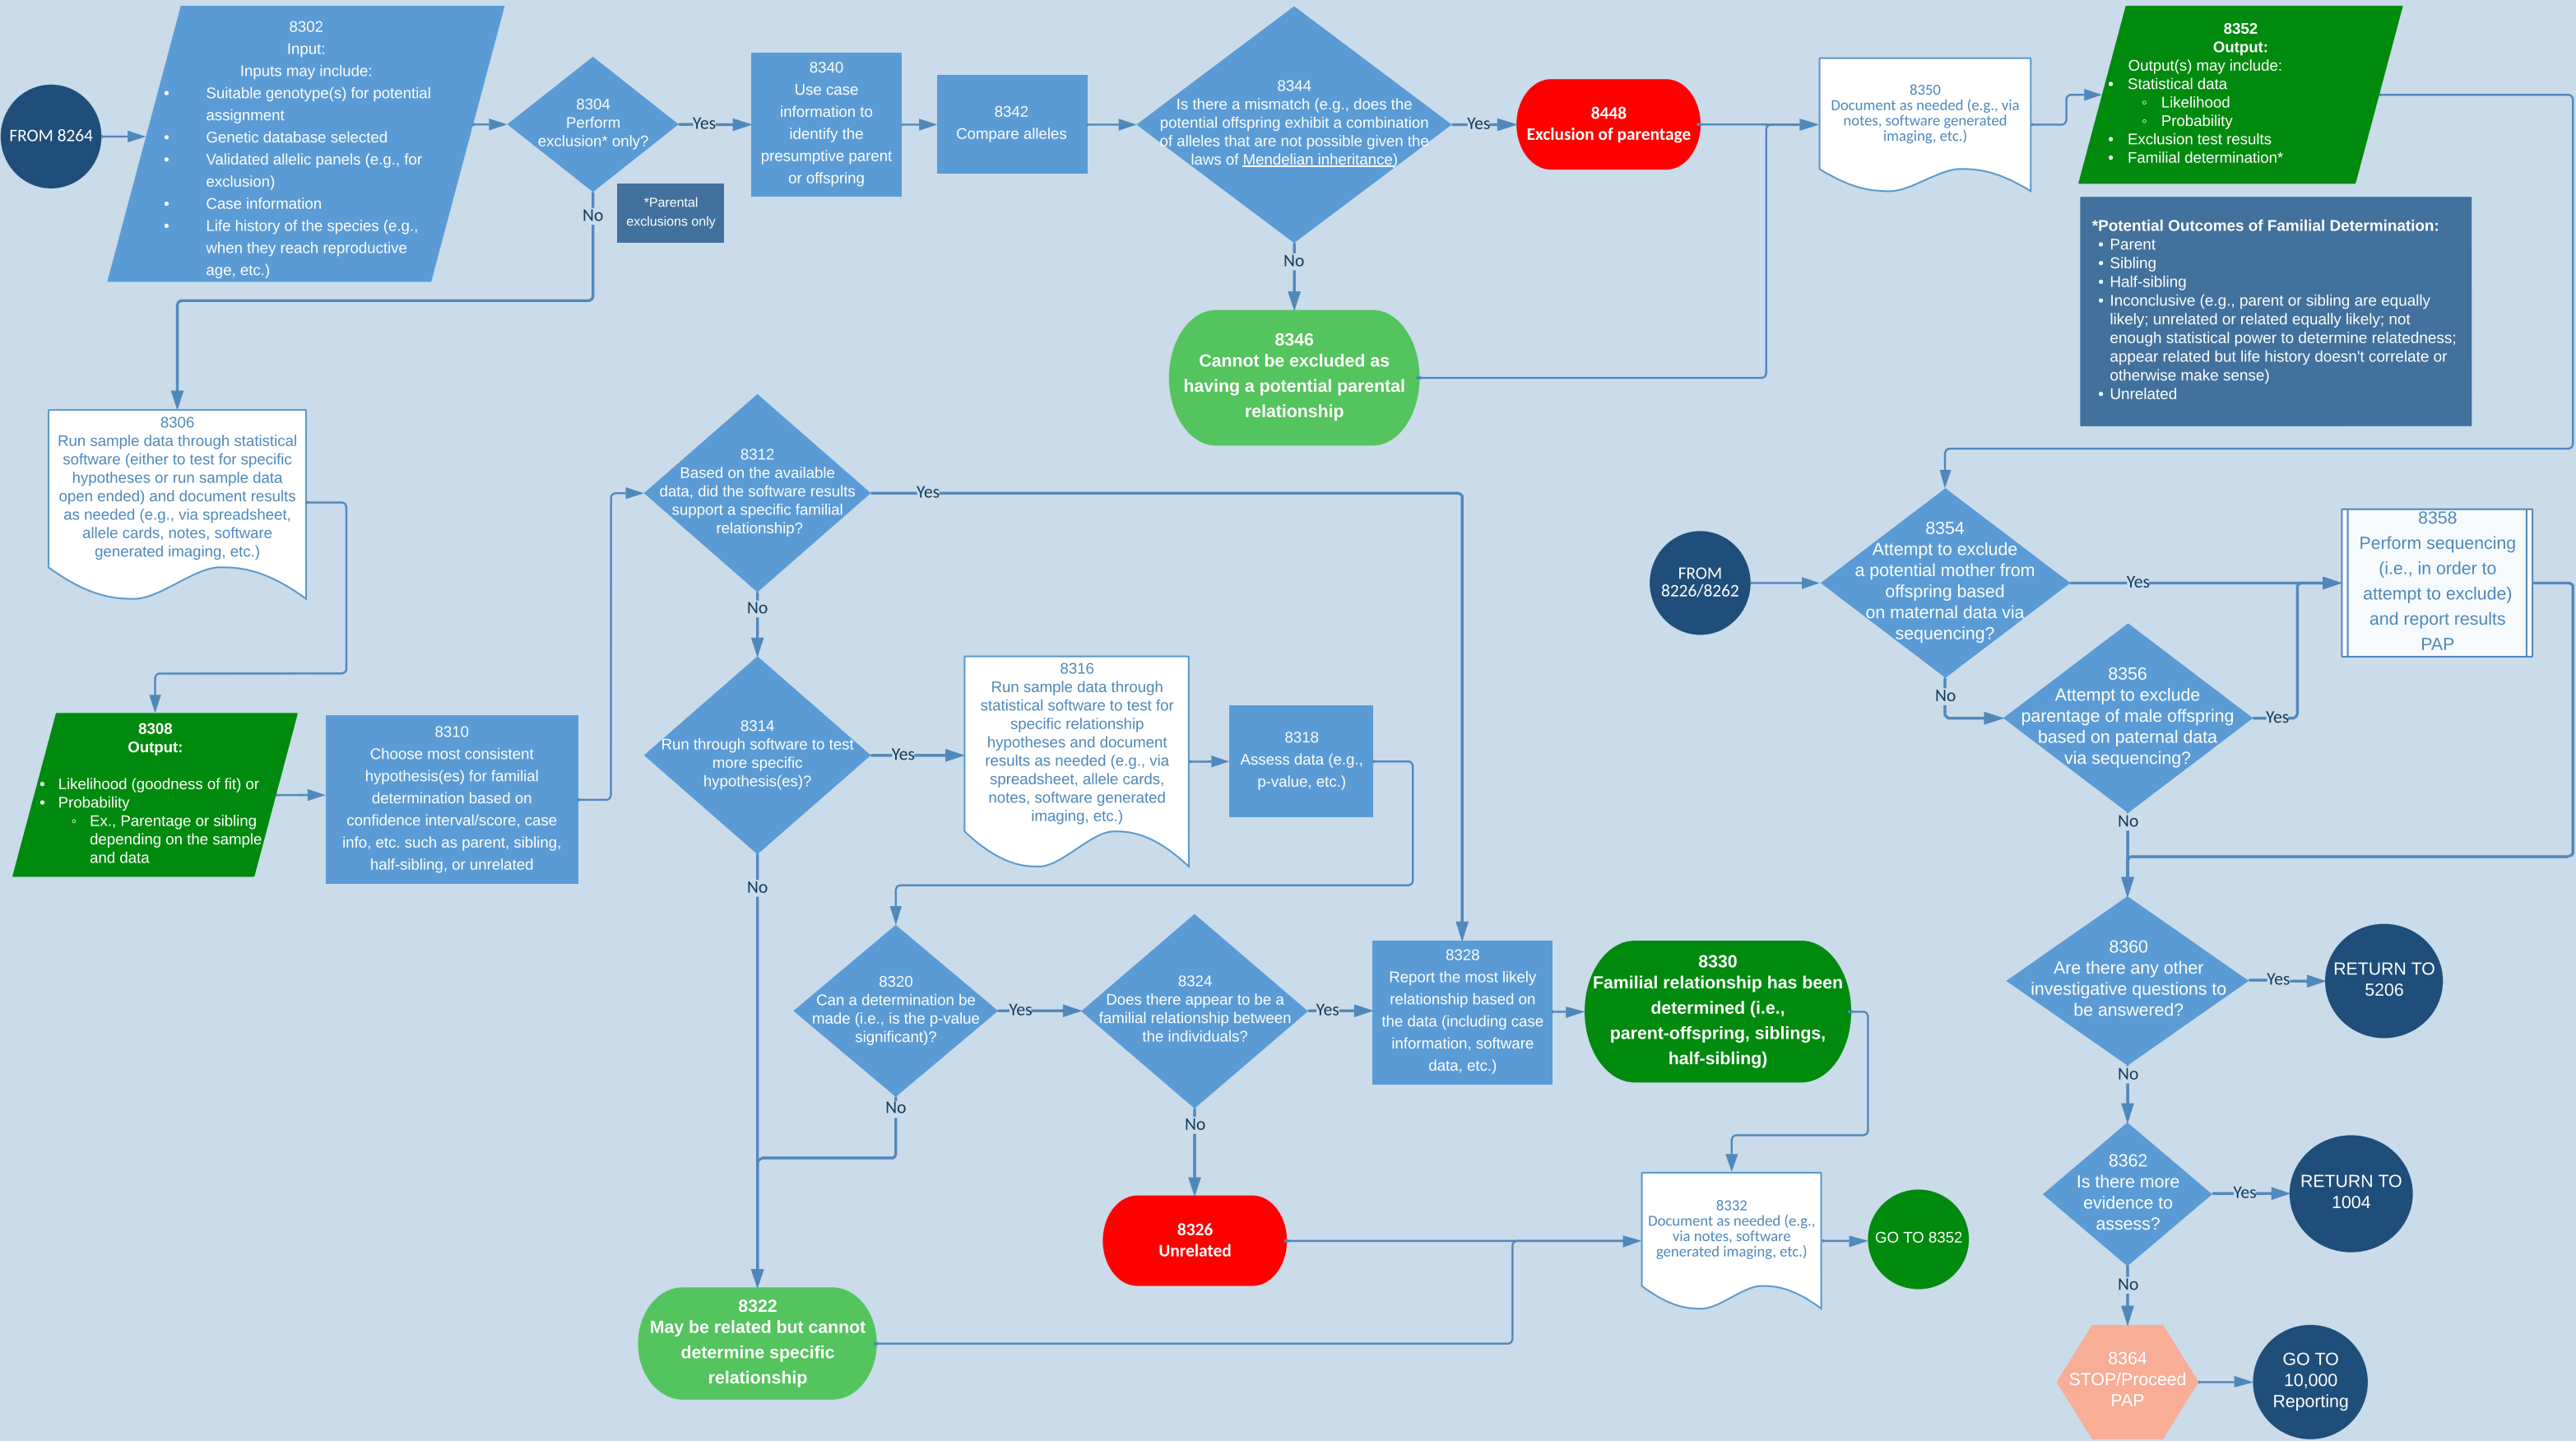 FROM 8264
8302
Input:
Inputs may include:
• Suitable genotype(s) for potential
assignment
• Genetic database selected
• Validated allelic panels (e.g., for
exclusion)
• Case information
• Life history of the species (e.g.,
when they reach reproductive
age, etc.)
8304
Perform
exclusion* only?
Yes
No
*Parental
exclusions only
8340
Use case
information to
identify the
presumptive parent
or offspring
8342
Compare alleles
8344
Is there a mismatch (e.g., does the
potential offspring exhibit a combination
of alleles that are not possible given the
laws of Mendelian inheritance)
Yes
No
8448
Exclusion of parentage
8346
Cannot be excluded as
having a potential parental
relationship
8350
Document as needed (e.g., via
notes, software generated
imaging, etc.)
8352
Output:
Output(s) may include:
• Statistical data
◦ Likelihood
◦ Probability
• Exclusion test results
• Familial determination*
*Potential Outcomes of Familial Determination:
• Parent
• Sibling
• Half-sibling
• Inconclusive (e.g., parent or sibling are equally
likely; unrelated or related equally likely; not
enough statistical power to determine relatedness;
appear related but life history doesn't correlate or
otherwise make sense)
• Unrelated
8306
Run sample data through statistical
software (either to test for specific
hypotheses or run sample data
open ended) and document results
as needed (e.g., via spreadsheet,
allele cards, notes, software
generated imaging, etc.)
8308
Output:
• Likelihood (goodness of fit) or
• Probability
◦ Ex., Parentage or sibling
depending on the sample
and data
8310
Choose most consistent
hypothesis(es) for familial
determination based on
confidence interval/score, case
info, etc. such as parent, sibling,
half-sibling, or unrelated
8312
Based on the available
data, did the software results
support a specific familial
relationship?
Yes
No
8314
Run through software to test
more specific
hypothesis(es)?
Yes
No
8316
Run sample data through
statistical software to test for
specific relationship
hypotheses and document
results as needed (e.g., via
spreadsheet, allele cards,
notes, software generated
imaging, etc.)
8318
Assess data (e.g.,
p-value, etc.)
8320
Can a determination be
made (i.e., is the p-value
significant)?
Yes
No
8324
Does there appear to be a
familial relationship between
the individuals?
Yes
No
8328
Report the most likely
relationship based on
the data (including case
information, software
data, etc.)
8330
Familial relationship has been
determined (i.e.,
parent-offspring, siblings,
half-sibling)
8326
Unrelated
8322
May be related but cannot
determine specific
relationship
8332
Document as needed (e.g.,
via notes, software
generated imaging, etc.)
GO TO 8352
FROM
8226/8262
8354
Attempt to exclude
a potential mother from
offspring based
on maternal data via
sequencing?
Yes
No
8356
Attempt to exclude
parentage of male offspring
based on paternal data
via sequencing?
Yes
No
8358
Perform sequencing
(i.e., in order to
attempt to exclude)
and report results
PAP
8360
Are there any other
investigative questions to
be answered?
Yes
No
RETURN TO
5206
8362
Is there more
evidence to
assess?
Yes
No
RETURN TO
1004
8364
STOP/Proceed
PAP
GO TO
10,000
Reporting